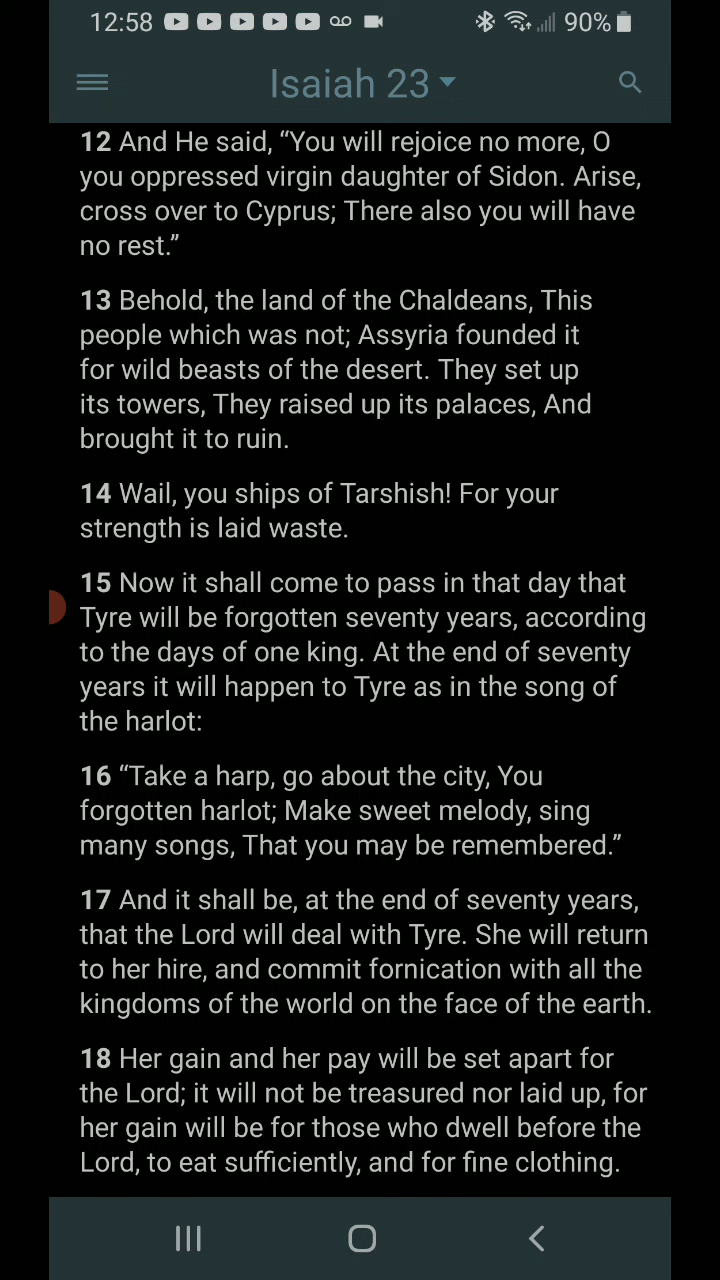 12:58 90%
Isaiah 23
12 And He said, “You will rejoice no more, O
you oppressed virgin daughter of Sidon. Arise,
cross over to Cyprus; There also you will have
no rest.”
13 Behold, the land of the Chaldeans, This
people which was not; Assyria founded it
for wild beasts of the desert. They set up
its towers, They raised up its palaces, And
brought it to ruin.
14 Wail, you ships of Tarshish! For your
strength is laid waste.
15 Now it shall come to pass in that day that
Tyre will be forgotten seventy years, according
to the days of one king. At the end of seventy
years it will happen to Tyre as in the song of
the harlot:
16 “Take a harp, go about the city, You
forgotten harlot; Make sweet melody, sing
many songs, That you may be remembered.”
17 And it shall be, at the end of seventy years,
that the Lord will deal with Tyre. She will return
to her hire, and commit fornication with all the
kingdoms of the world on the face of the earth.
18 Her gain and her pay will be set apart for
the Lord; it will not be treasured nor laid up, for
her gain will be for those who dwell before the
Lord, to eat sufficiently, and for fine clothing.